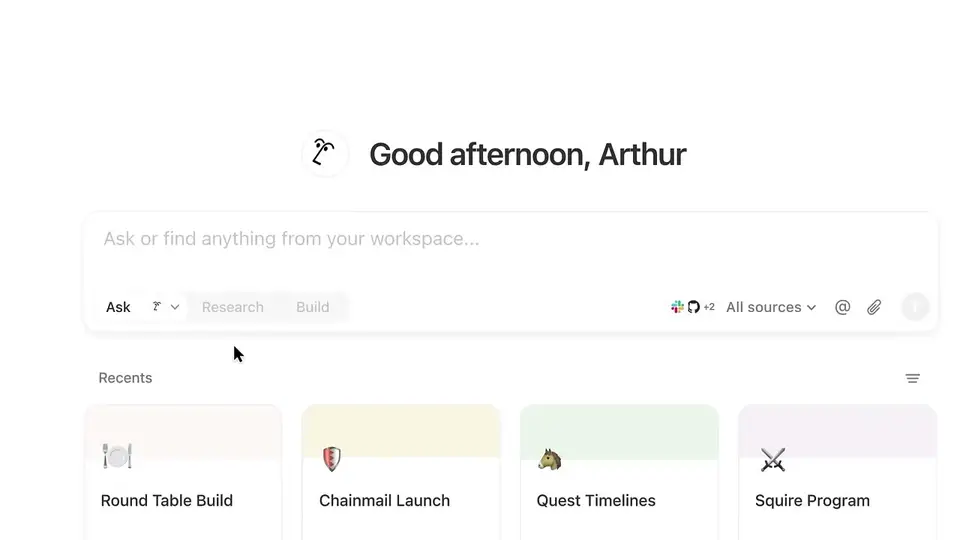 Good afternoon, Arthur
Ask or find anything from your workspace...
Ask Research Build +2 All sources @
Recents
Round Table Build Chainmail Launch Quest Timelines Squire Program